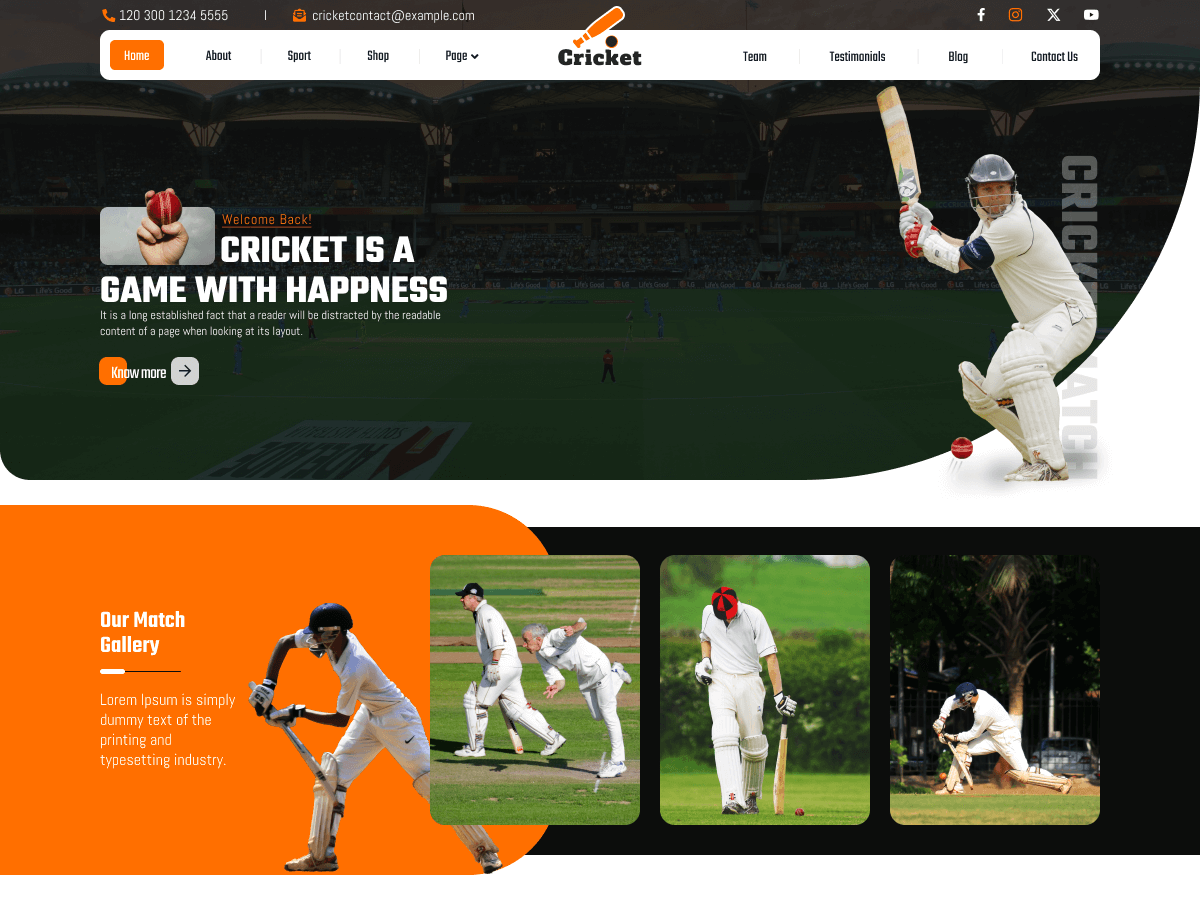 120 300 1234 5555
|
cricketcontact@example.com
Home
About
Sport
Shop
Page
Cricket
Team
Testimonials
Blog
Contact Us
Welcome Back!
CRICKET IS A
GAME WITH HAPPNESS
It is a long established fact that a reader will be distracted by the readable
content of a page when looking at its layout.
Know more
LG Life's Good
Our Match
Gallery
Lorem Ipsum is simply
dummy text of the
printing and
typesetting industry.